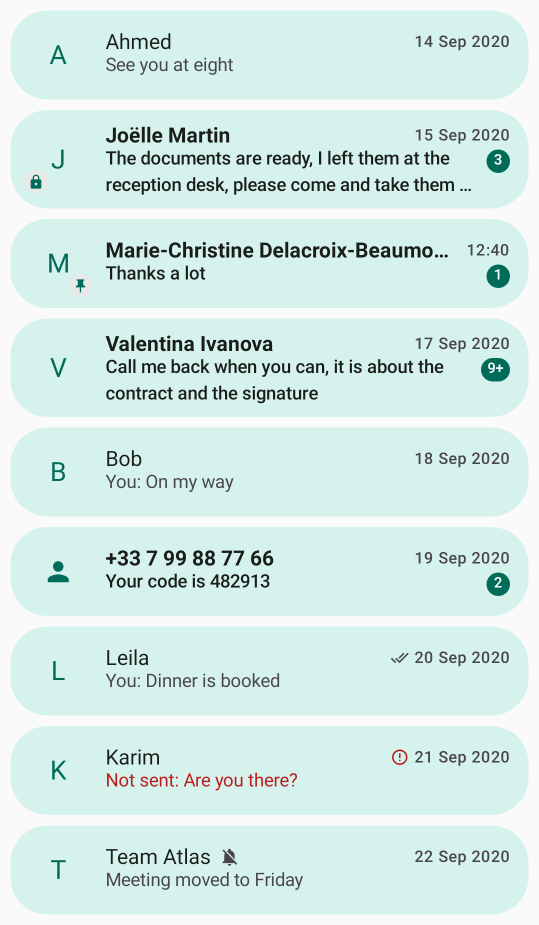 A
Ahmed
14 Sep 2020
See you at eight
J
Joëlle Martin
15 Sep 2020
The documents are ready, I left them at the
3
reception desk, please come and take them ...
M
Marie-Christine Delacroix-Beaumo...
12:40
Thanks a lot
1
V
Valentina Ivanova
17 Sep 2020
Call me back when you can, it is about the
9+
contract and the signature
B
Bob
18 Sep 2020
You: On my way
+33 7 99 88 77 66
19 Sep 2020
Your code is 482913
2
L
Leila
20 Sep 2020
You: Dinner is booked
K
Karim
21 Sep 2020
Not sent: Are you there?
T
Team Atlas
22 Sep 2020
Meeting moved to Friday